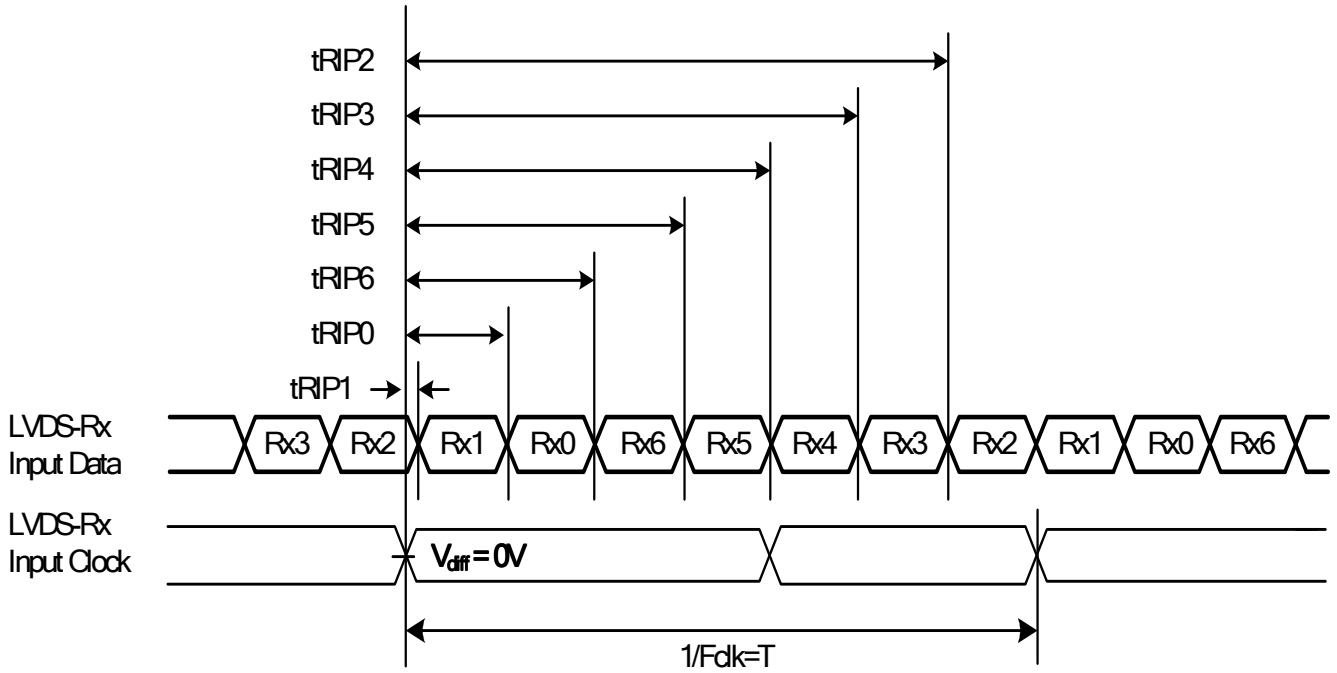 tRIP2
tRIP3
tRIP4
tRIP5
tRIP6
tRIP0
tRIP1
LVDS-Rx
Input Data
Rx3 Rx2 Rx1 Rx0 Rx6 Rx5 Rx4 Rx3 Rx2 Rx1 Rx0 Rx6
LVDS-Rx
Input Clock
Vdiff = 0V
1/Fclk=T